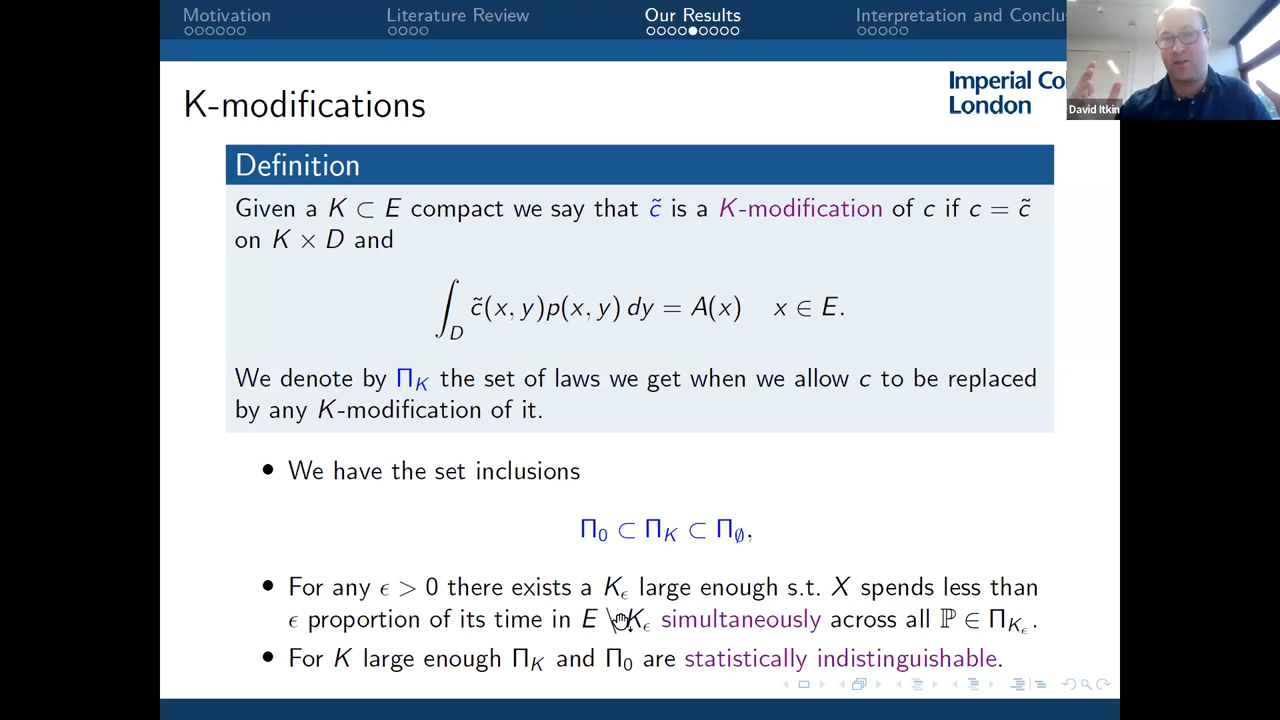 Motivation Literature Review Our Results Interpretation and Conclu
Imperial Co
London
David Itkin
K-modifications
Definition
Given a K ⊂ E compact we say that c̃ is a K-modification of c if c = c̃
on K × D and
∫_D c̃(x, y)p(x, y) dy = A(x) x ∈ E.
We denote by Π_K the set of laws we get when we allow c to be replaced
by any K-modification of it.
• We have the set inclusions
Π_0 ⊂ Π_K ⊂ Π_∅,
• For any ϵ > 0 there exists a K_ϵ large enough s.t. X spends less than
ϵ proportion of its time in E \ K_ϵ simultaneously across all ℙ ∈ Π_{K_ϵ}.
• For K large enough Π_K and Π_0 are statistically indistinguishable.